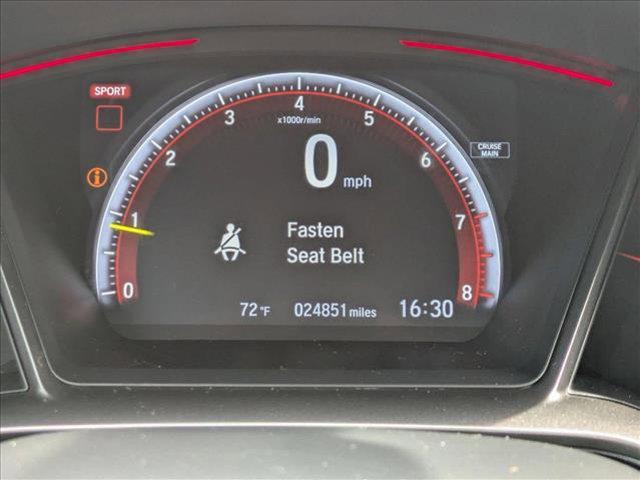 SPORT
4
3
5
x1000r/min
2
6
0 mph
CRUISE
MAIN
1
7
Fasten
Seat Belt
0
8
72°F 024851 miles 16:30